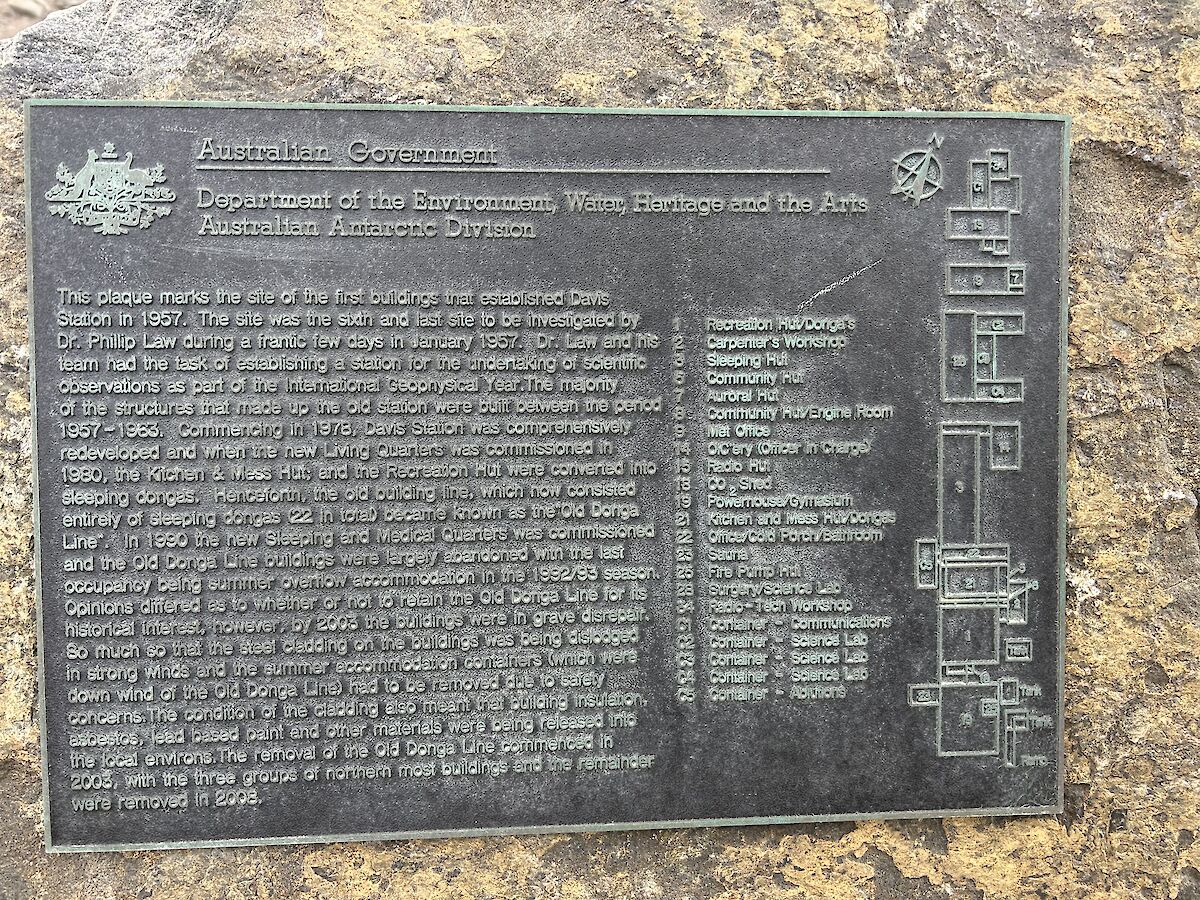 Australian Government
Department of the Environment, Water, Heritage and the Arts
Australian Antarctic Division
This plaque marks the site of the first buildings that established Davis
Station in 1957. The site was the sixth and last site to be investigated by
Dr. Phillip Law during a frantic few days in January 1957. Dr. Law and his
team had the task of establishing a station for the undertaking of scientific
observations as part of the International Geophysical Year.The majority
of the structures that made up the old station were built between the period
1957-1963. Commencing in 1978, Davis Station was comprehensively
redeveloped and when the new Living Quarters was commissioned in
1980, the Kitchen & Mess Hut, and the Recreation Hut were converted into
sleeping dongas. Henceforth, the old building line, which now consisted
entirely of sleeping dongas (22 in total) became known as the"Old Donga
Line". In 1990 the new Sleeping and Medical Quarters was commissioned
and the Old Donga Line buildings were largely abandoned with the last
occupancy being summer overflow accommodation in the 1992/93 season.
Opinions differed as to whether or not to retain the Old Donga Line for its
historical interest, however, by 2003 the buildings were in grave disrepair.
So much so that the steel cladding on the buildings was being dislodged
in strong winds and the summer accommodation containers (which were
down wind of the Old Donga Line) had to be removed due to safety
concerns.The condition of the cladding also meant that building insulation,
asbestos, lead based paint and other materials were being released into
the local environs.The removal of the Old Donga Line commenced in
2003, with the three groups of northern most buildings and the remainder
were removed in 2008.
1 Recreation Hut/Donga's
2 Carpenter's Workshop
3 Sleeping Hut
Community Hut
7 Auroral Hut
8 Community Hut/Engine Room
9 Met Office
14 OIC'ery (Officer in Charge)
15 Radio Hut
18 Co2 Shed
19 Powerhouse/Gymasium
21 Kitchen and Mess Hut/Dongas
22 Office/Cold Porch/Bathroom
23 Sauna
Fire Pump Hut
Surgery/Science Lab
Radio-Tech Workshop
C1 Container - Communications
C2 Container - Science Lab
C3 Container - Science Lab
C4 Container - Science Lab
C5 Container -
15
9 7
C2
C3
C1
14
3
22
21
2
1
19
Tank
Tank
Ramp